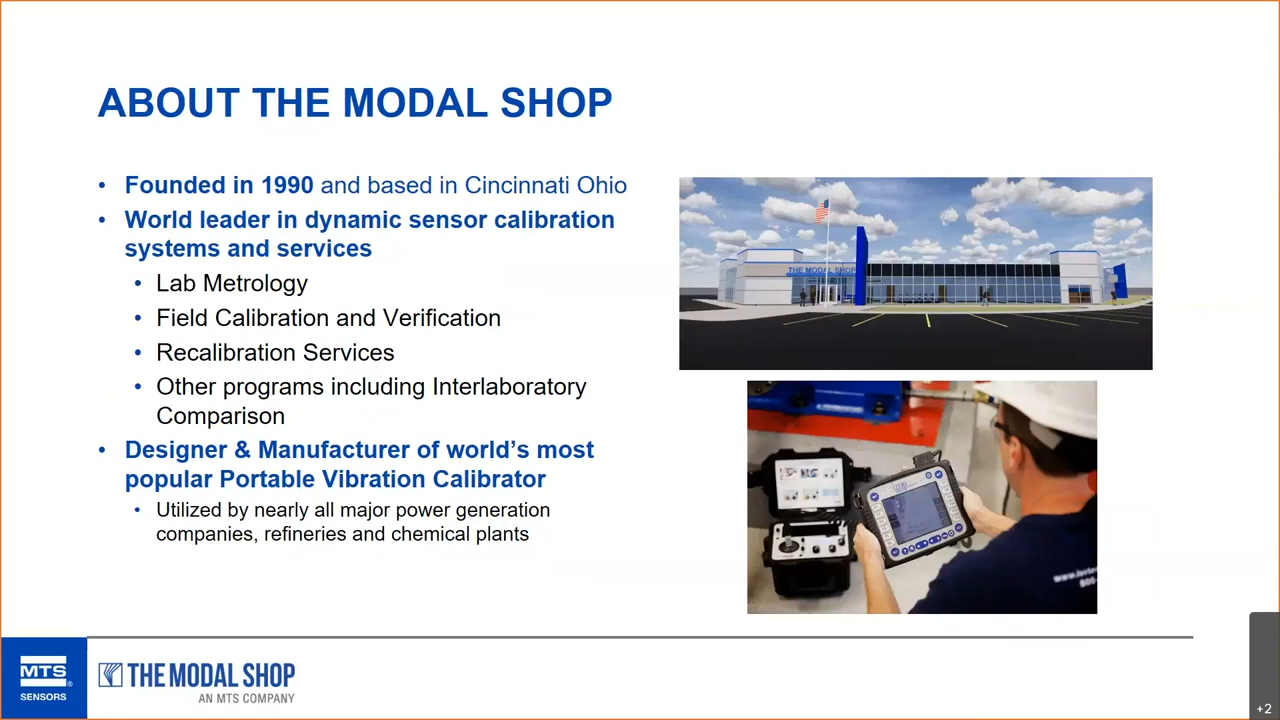 ABOUT THE MODAL SHOP
• Founded in 1990 and based in Cincinnati Ohio
• World leader in dynamic sensor calibration
systems and services
• Lab Metrology
• Field Calibration and Verification
• Recalibration Services
• Other programs including Interlaboratory
Comparison
• Designer & Manufacturer of world’s most
popular Portable Vibration Calibrator
• Utilized by nearly all major power generation
companies, refineries and chemical plants
THE MODAL SHOP
MTS
SENSORS
THE MODAL SHOP
AN MTS COMPANY
+2